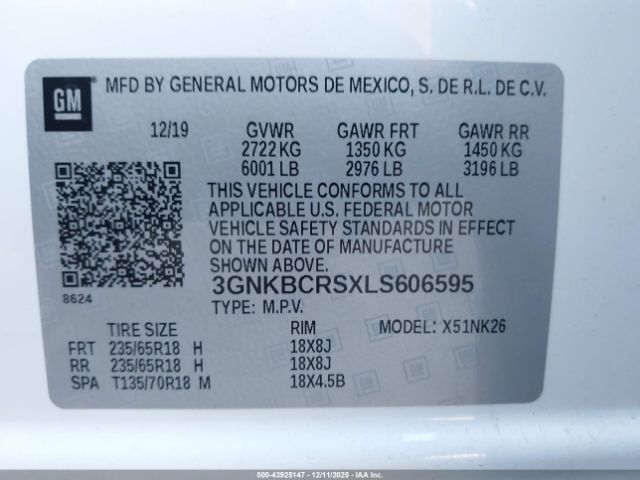 GM
MFD BY GENERAL MOTORS DE MEXICO, S. DE R.L. DE C.V.
12/19 GVWR GAWR FRT GAWR RR
2722 KG 1350 KG 1450 KG
6001 LB 2976 LB 3196 LB
THIS VEHICLE CONFORMS TO ALL
APPLICABLE U.S. FEDERAL MOTOR
VEHICLE SAFETY STANDARDS IN EFFECT
ON THE DATE OF MANUFACTURE
SHOWN ABOVE.
3GNKBCRSXLS606595
8624
TYPE: M.P.V.
TIRE SIZE RIM MODEL: X51NK26
FRT 235/65R18 H 18X8J
RR 235/65R18 H 18X8J
SPA T135/70R18 M 18X4.5B
000-43925147 - 12/11/2025 - IAA, Inc.